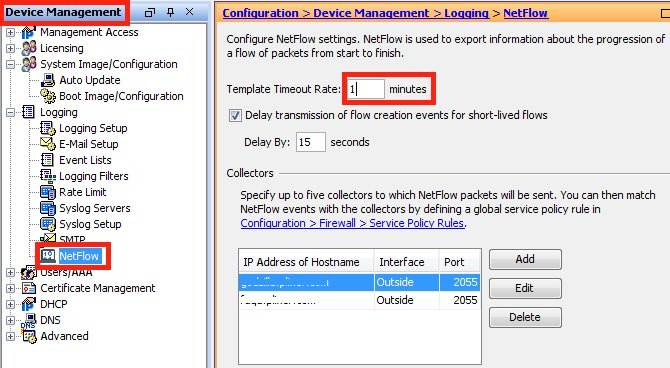 Device Management
Management Access
Licensing
System Image/Configuration
Auto Update
Boot Image/Configuration
Logging
Logging Setup
E-Mail Setup
Event Lists
Logging Filters
Rate Limit
Syslog Servers
Syslog Setup
SMTP
NetFlow
Users/AAA
Certificate Management
DHCP
DNS
Advanced
Configuration > Device Management > Logging > NetFlow
Configure NetFlow settings. NetFlow is used to export information about the progression
of a flow of packets from start to finish.
Template Timeout Rate: 1 minutes
Delay transmission of flow creation events for short-lived flows
Delay By: 15 seconds
Collectors
Specify up to five collectors to which NetFlow packets will be sent. You can then match
NetFlow events with the collectors by defining a global service policy rule in
Configuration > Firewall > Service Policy Rules.
IP Address of Hostname Interface Port
Outside 2055
Outside 2055
Add
Edit
Delete